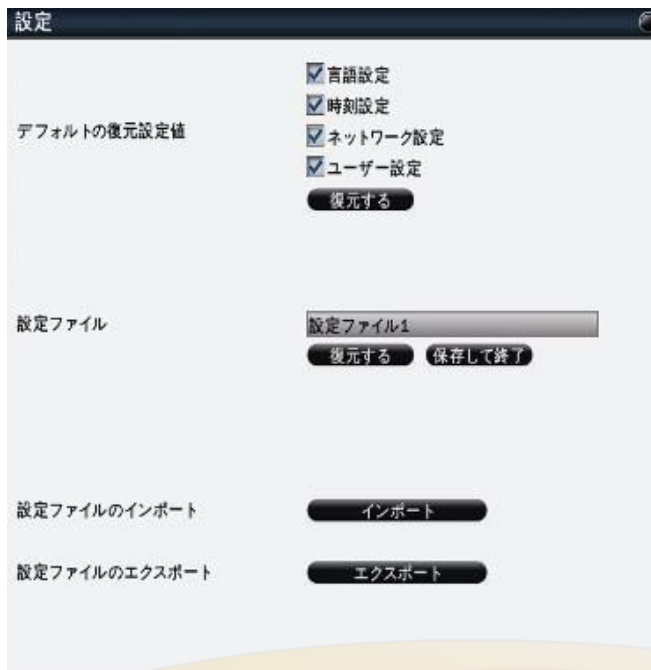 設定
言語設定
時刻設定
デフォルトの復元設定値
ネットワーク設定
ユーザー設定
復元する
設定ファイル
設定ファイル1
復元する 保存して終了
設定ファイルのインポート
インポート
設定ファイルのエクスポート
エクスポート